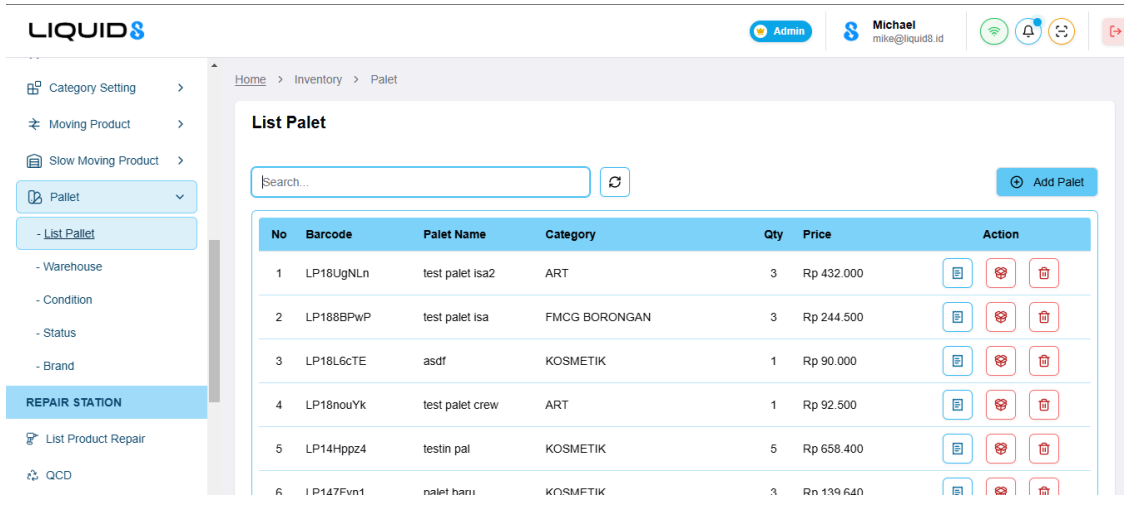 LIQUID8
Admin
Michael
mike@liquid8.id
Category Setting
Moving Product
Slow Moving Product
Pallet
- List Pallet
- Warehouse
- Condition
- Status
- Brand
REPAIR STATION
List Product Repair
QCD
Home > Inventory > Palet
List Palet
Search...
Add Palet
No Barcode Palet Name Category Qty Price Action
1 LP18UgNLn test palet isa2 ART 3 Rp 432.000
2 LP188BPwP test palet isa FMCG BORONGAN 3 Rp 244.500
3 LP18L6cTE asdf KOSMETIK 1 Rp 90.000
4 LP18nouYk test palet crew ART 1 Rp 92.500
5 LP14Hppz4 testin pal KOSMETIK 5 Rp 658.400
6 palet baru KOSMETIK 3 Rp 139.640